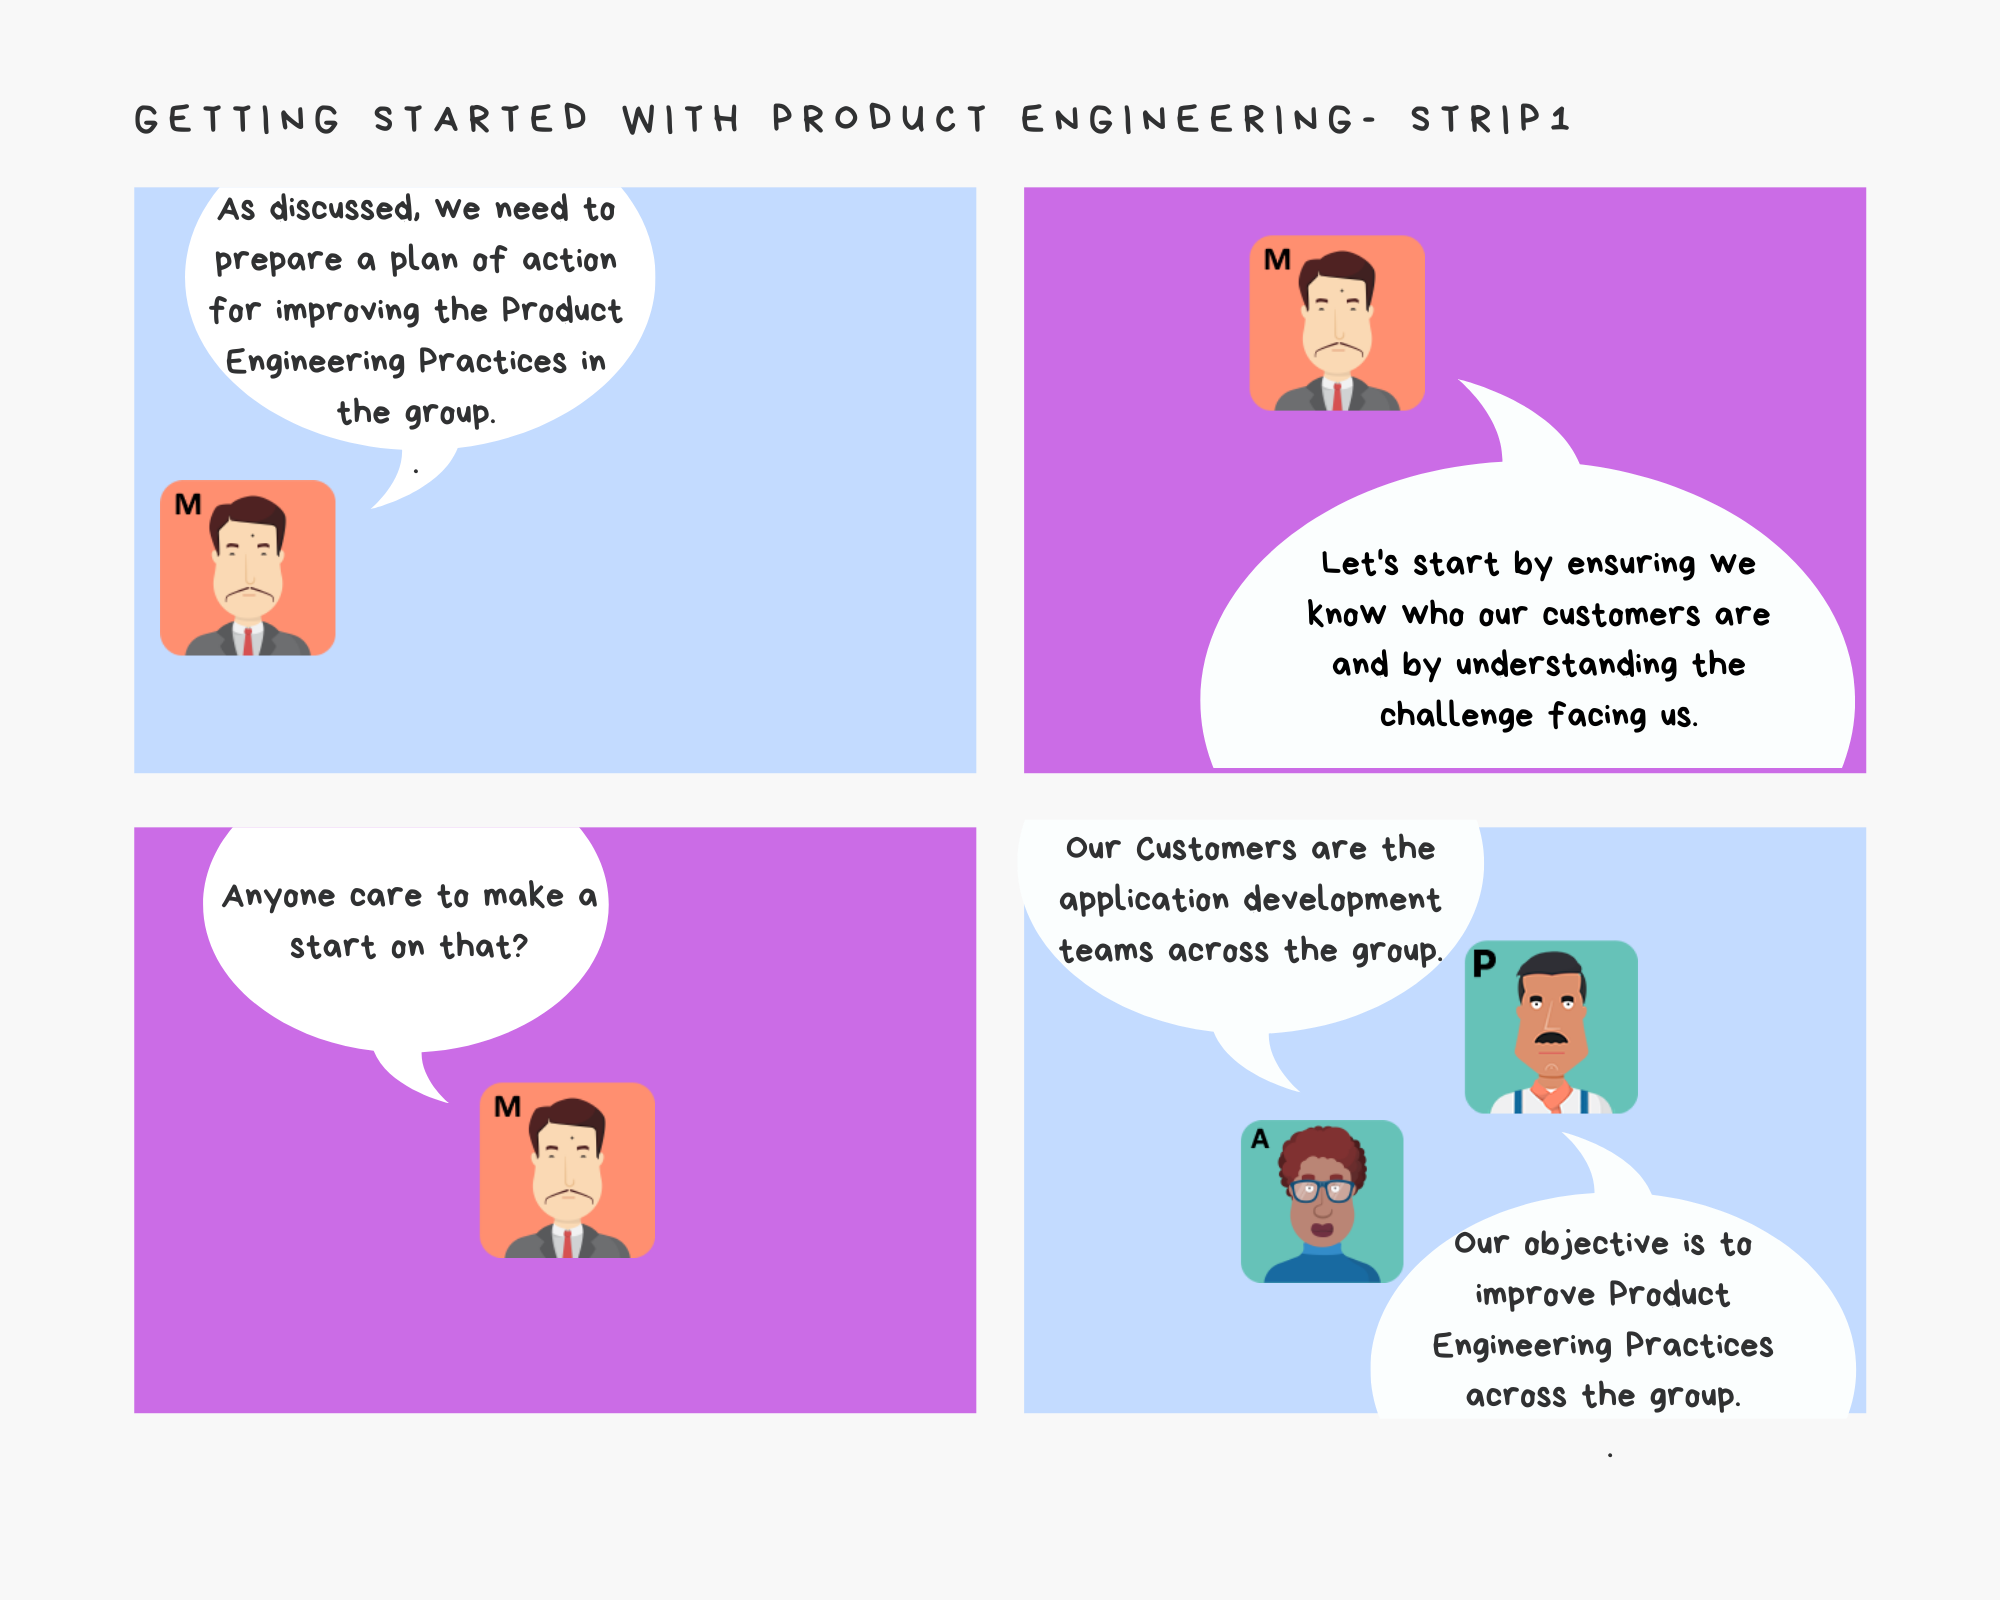 GETTING STARTED WITH PRODUCT ENGINEERING- STRIP1
As discussed, we need to
prepare a plan of action
for improving the Product
Engineering Practices in
the group.
.
M
M
Let's start by ensuring we
know who our customers are
and by understanding the
challenge facing us.
Anyone care to make a
start on that?
M
Our Customers are the
application development
teams across the group.
P
A
Our objective is to
improve Product
Engineering Practices
across the group.
.